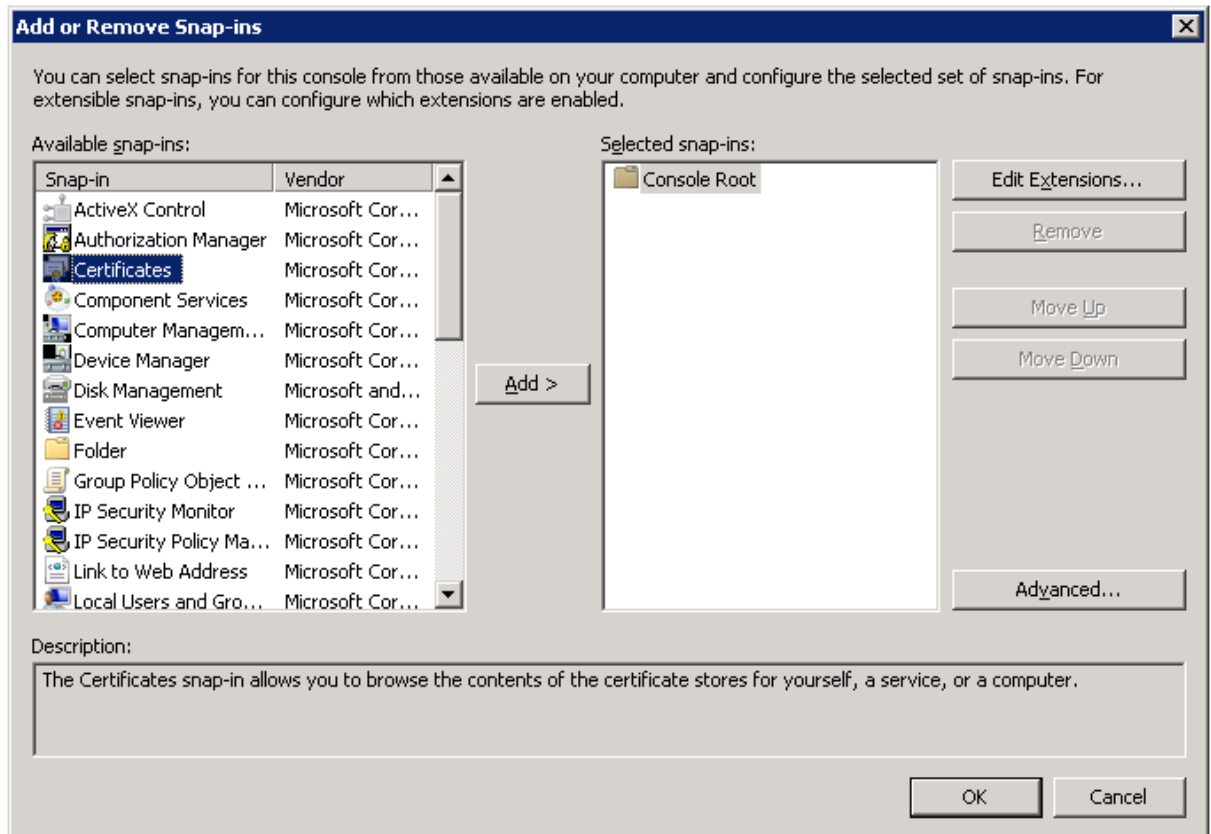 Add or Remove Snap-ins
You can select snap-ins for this console from those available on your computer and configure the selected set of snap-ins. For
extensible snap-ins, you can configure which extensions are enabled.
Available snap-ins:
Snap-in Vendor
ActiveX Control Microsoft Cor...
Authorization Manager Microsoft Cor...
Certificates Microsoft Cor...
Component Services Microsoft Cor...
Computer Managem... Microsoft Cor...
Device Manager Microsoft Cor...
Disk Management Microsoft and...
Event Viewer Microsoft Cor...
Folder Microsoft Cor...
Group Policy Object ... Microsoft Cor...
IP Security Monitor Microsoft Cor...
IP Security Policy Ma... Microsoft Cor...
Link to Web Address Microsoft Cor...
Local Users and Gro... Microsoft Cor...
Add >
Selected snap-ins:
Console Root
Edit Extensions...
Remove
Move Up
Move Down
Advanced...
Description:
The Certificates snap-in allows you to browse the contents of the certificate stores for yourself, a service, or a computer.
OK Cancel